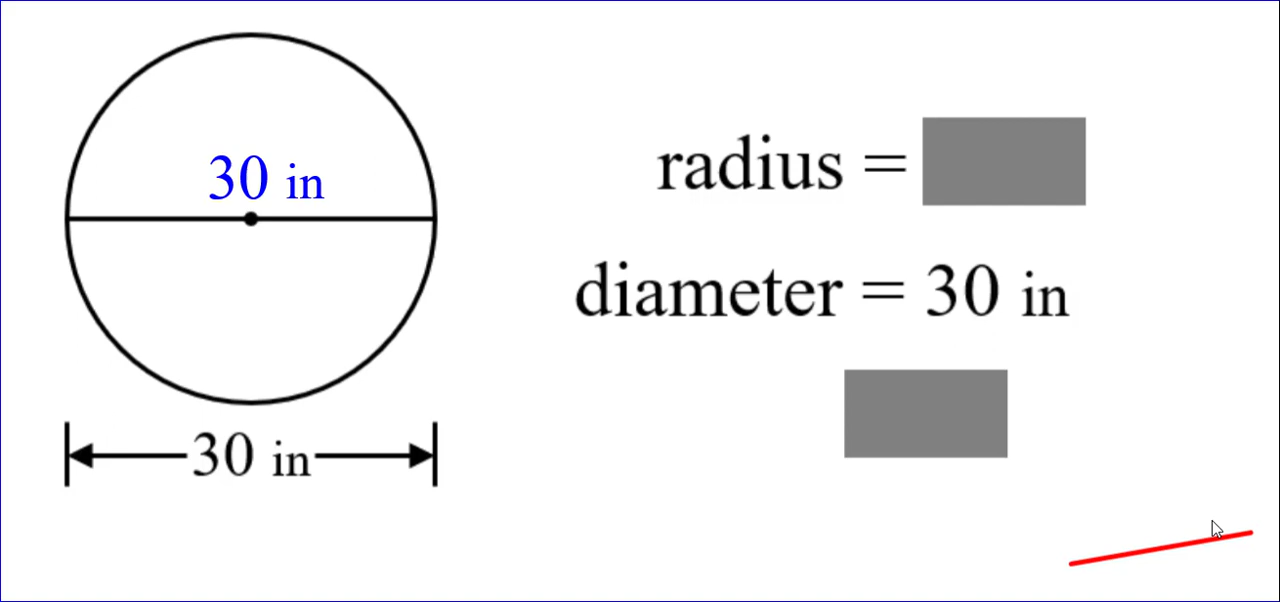 30 in
30 in
radius =
diameter = 30 in